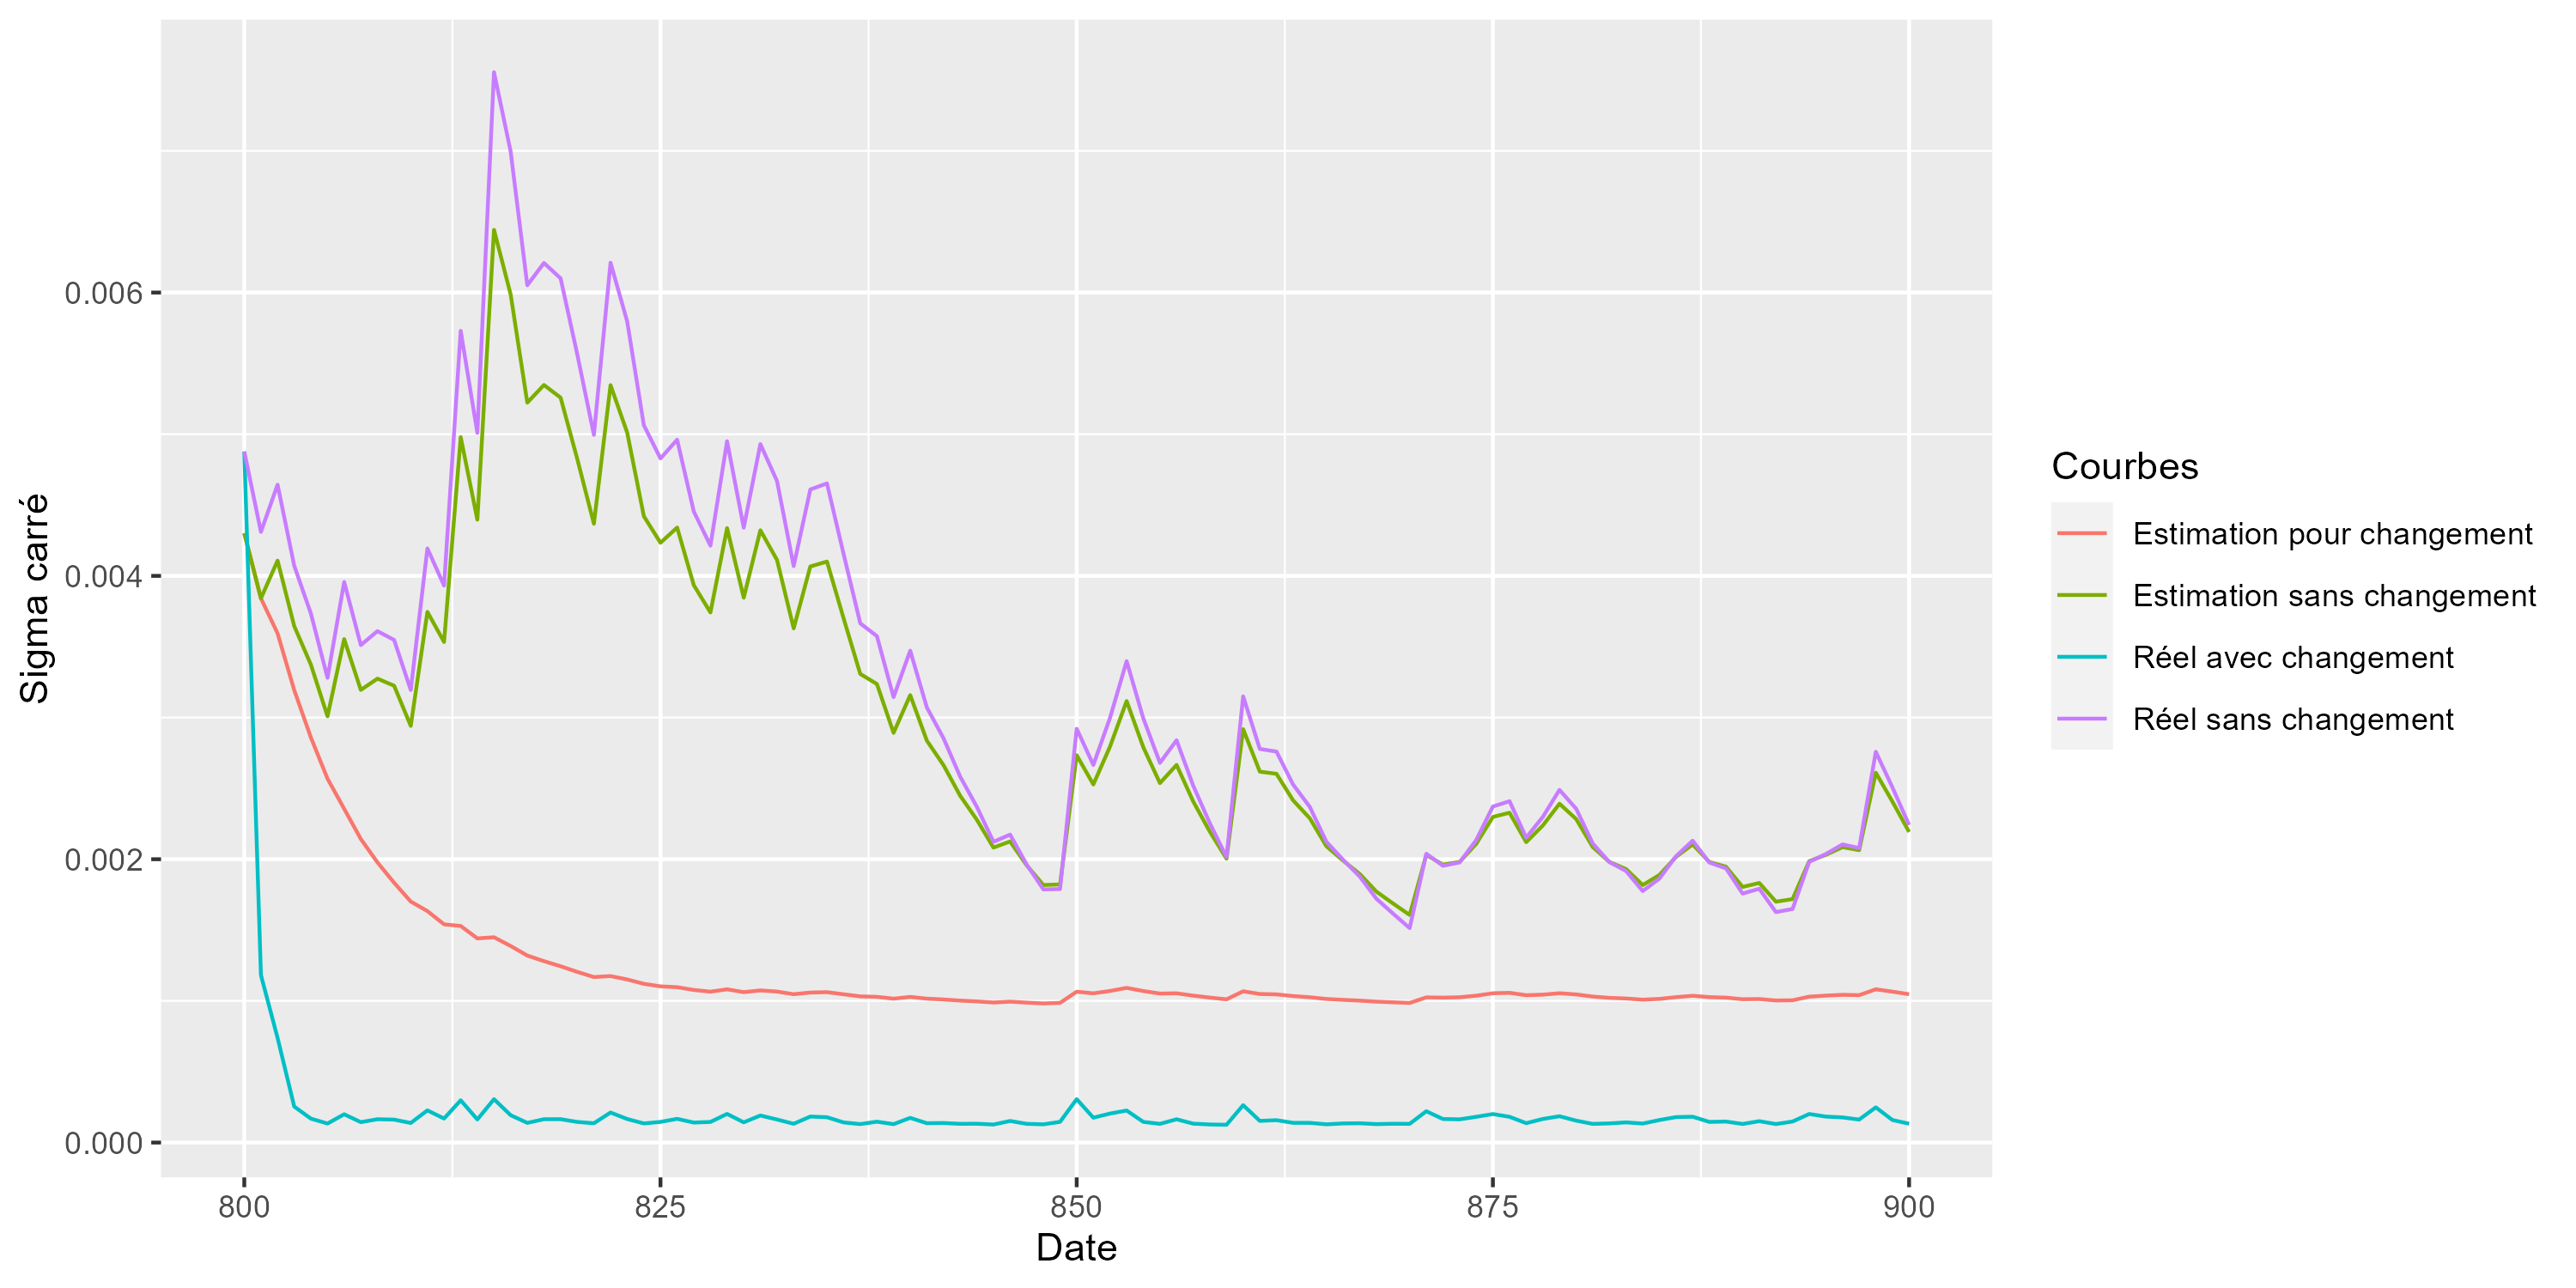 Sigma carré
0.006
0.004
0.002
0.000
800 825 850 875 900
Date
Courbes
Estimation pour changement
Estimation sans changement
Réel avec changement
Réel sans changement